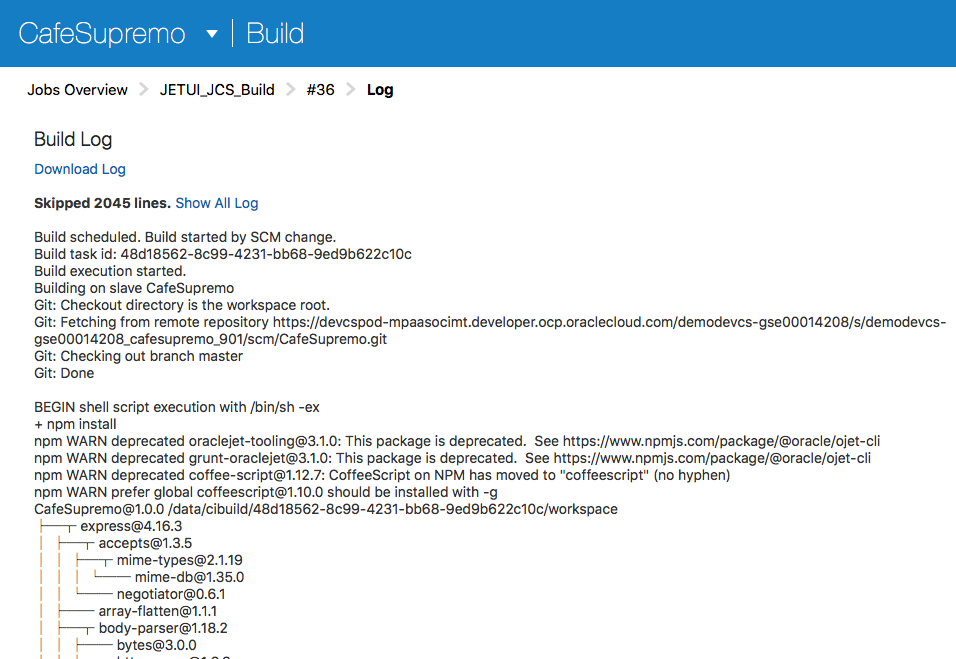 CafeSupremo Build
Jobs Overview JETUI_JCS_Build #36 Log
Build Log
Download Log
Skipped 2045 lines. Show All Log
Build scheduled. Build started by SCM change.
Build task id: 48d18562-8c99-4231-bb68-9ed9b622c10c
Build execution started.
Building on slave CafeSupremo
Git: Checkout directory is the workspace root.
Git: Fetching from remote repository https://devcspod-mpaasocimt.developer.ocp.oraclecloud.com/demodevcs-
gse00014208/s/demodevcs-gse00014208_cafesupremo_901/scm/CafeSupremo.git
Git: Checking out branch master
Git: Done
BEGIN shell script execution with /bin/sh -ex
+ npm install
npm WARN deprecated oraclejet-tooling@3.1.0: This package is deprecated.  See https://www.npmjs.com/package/@oracle/ojet-cli
npm WARN deprecated grunt-oraclejet@3.1.0: This package is deprecated.  See https://www.npmjs.com/package/@oracle/ojet-cli
npm WARN deprecated coffee-script@1.12.7: CoffeeScript on NPM has moved to "coffeescript" (no hyphen)
npm WARN prefer global coffeescript@1.10.0 should be installed with -g
CafeSupremo@1.0.0 /data/cibuild/48d18562-8c99-4231-bb68-9ed9b622c10c/workspace
├─┬ express@4.16.3
│ ├─┬ accepts@1.3.5
│ │ ├─┬ mime-types@2.1.19
│ │ │ └── mime-db@1.35.0
│ │ └── negotiator@0.6.1
│ ├── array-flatten@1.1.1
│ ├─┬ body-parser@1.18.2
│ │ ├── bytes@3.0.0